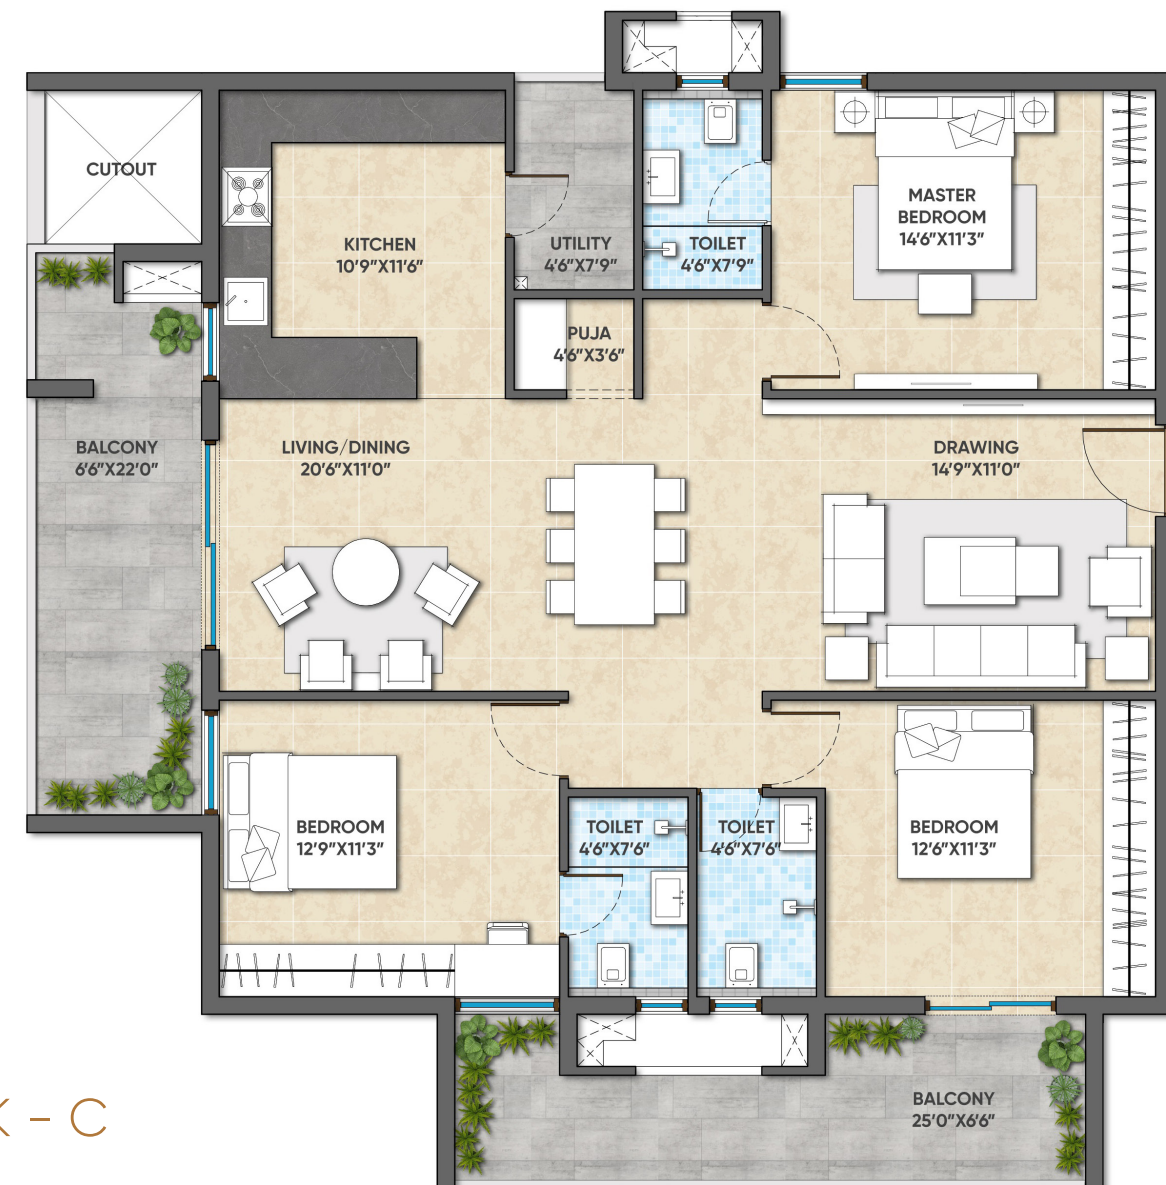 CUTOUT
KITCHEN
10'9"X11'6"
UTILITY
4'6"X7'9"
TOILET
4'6"X7'9"
MASTER
BEDROOM
14'6"X11'3"
PUJA
4'6"X3'6"
BALCONY
6'6"X22'0"
LIVING/DINING
20'6"X11'0"
DRAWING
14'9"X11'0"
BEDROOM
12'9"X11'3"
TOILET
4'6"X7'6"
TOILET
4'6"X7'6"
BEDROOM
12'6"X11'3"
BALCONY
25'0"X6'6"
K - C